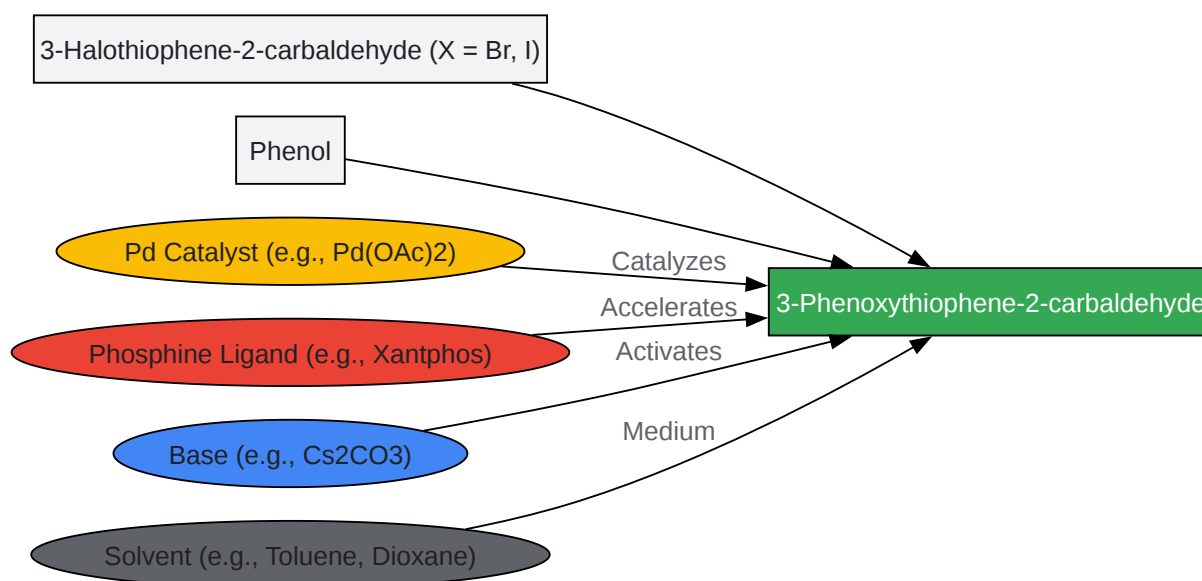 3-Halothiophene-2-carbaldehyde (X = Br, I)
Phenol
Pd Catalyst (e.g., Pd(OAc)2)
Catalyzes
Phosphine Ligand (e.g., Xantphos)
Accelerates
3-Phenoxythiophene-2-carbaldehyde
Activates
Base (e.g., Cs2CO3)
Medium
Solvent (e.g., Toluene, Dioxane)